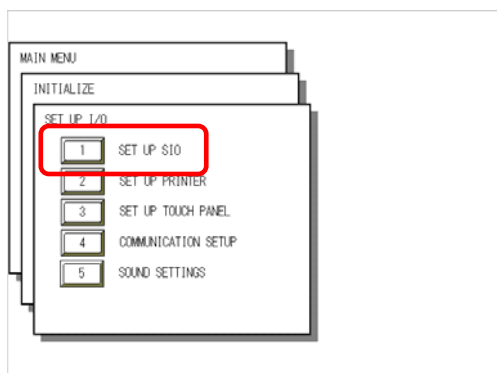 MAIN MENU
INITIALIZE
SET UP I/O
1 SET UP SIO
2 SET UP PRINTER
3 SET UP TOUCH PANEL
4 COMMUNICATION SETUP
5 SOUND SETTINGS